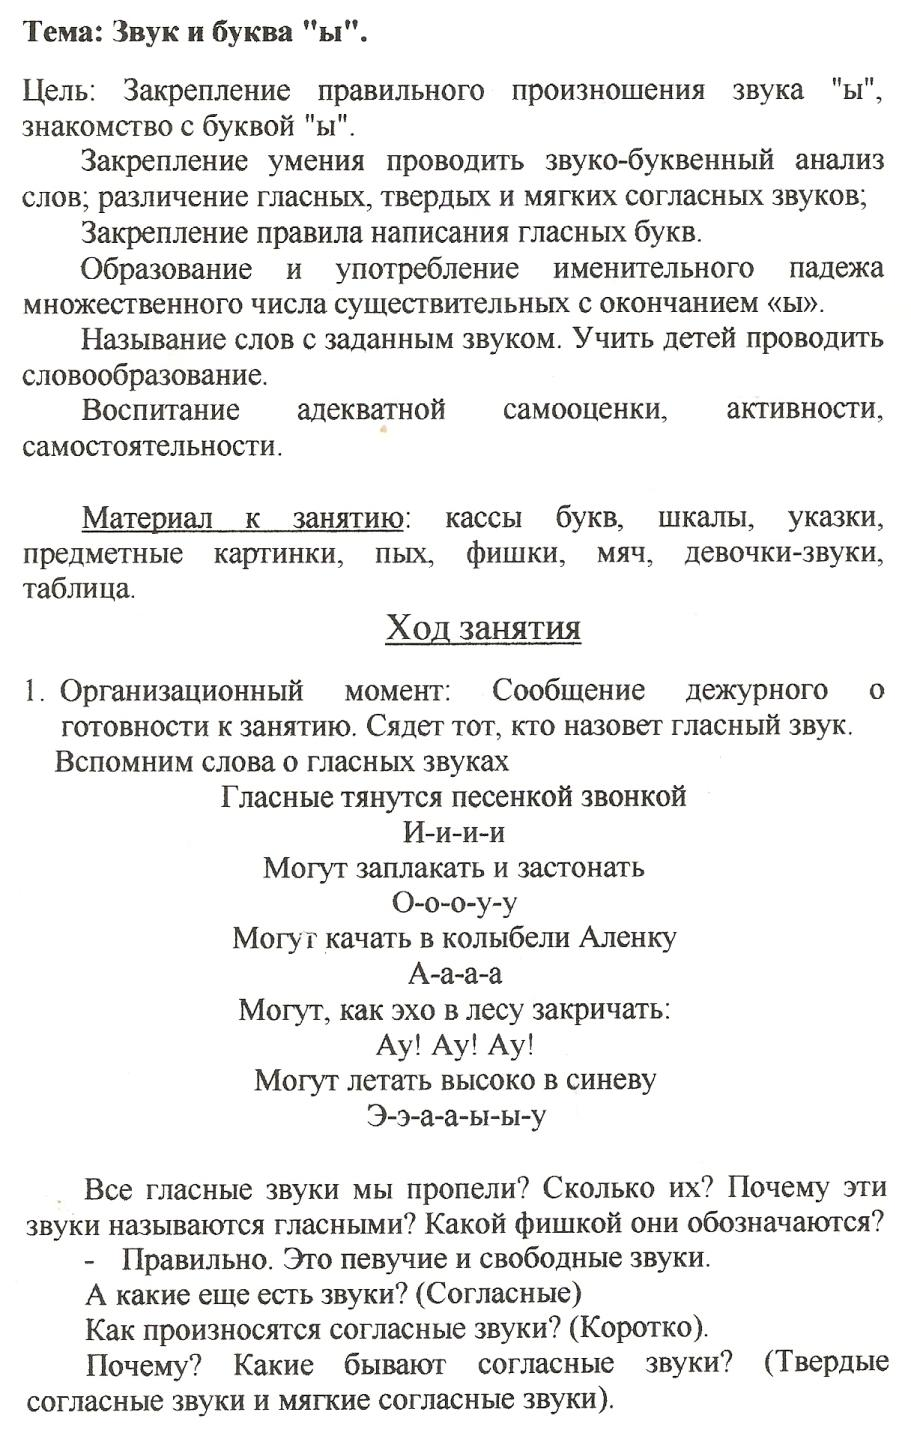 Тема: Звук и буква "ы".
Цель: Закрепление правильного произношения звука "ы",
знакомство с буквой "ы".
Закрепление умения проводить звуко-буквенный анализ
слов; различение гласных, твердых и мягких согласных звуков;
Закрепление правила написания гласных букв.
Образование и употребление именительного падежа
множественного числа существительных с окончанием «ы».
Называние слов с заданным звуком. Учить детей проводить
словообразование.
Воспитание адекватной самооценки, активности,
самостоятельности.
Материал к занятию: кассы букв, шкалы, указки,
предметные картинки, пых, фишки, мяч, девочки-звуки,
таблица.
Ход занятия
1. Организационный момент: Сообщение дежурного о
готовности к занятию. Сядет тот, кто назовет гласный звук.
Вспомним слова о гласных звуках
Гласные тянутся песенкой звонкой
И-и-и-и
Могут заплакать и застонать
О-о-о-у-у
Могут качать в колыбели Аленку
А-а-а-а
Могут, как эхо в лесу закричать:
Ау! Ау! Ау!
Могут летать высоко в синеву
Э-э-а-а-ы-ы-у
Все гласные звуки мы пропели? Сколько их? Почему эти
звуки называются гласными? Какой фишкой они обозначаются?
- Правильно. Это певучие и свободные звуки.
А какие еще есть звуки? (Согласные)
Как произносятся согласные звуки? (Коротко).
Почему? Какие бывают согласные звуки? (Твердые
согласные звуки и мягкие согласные звуки).